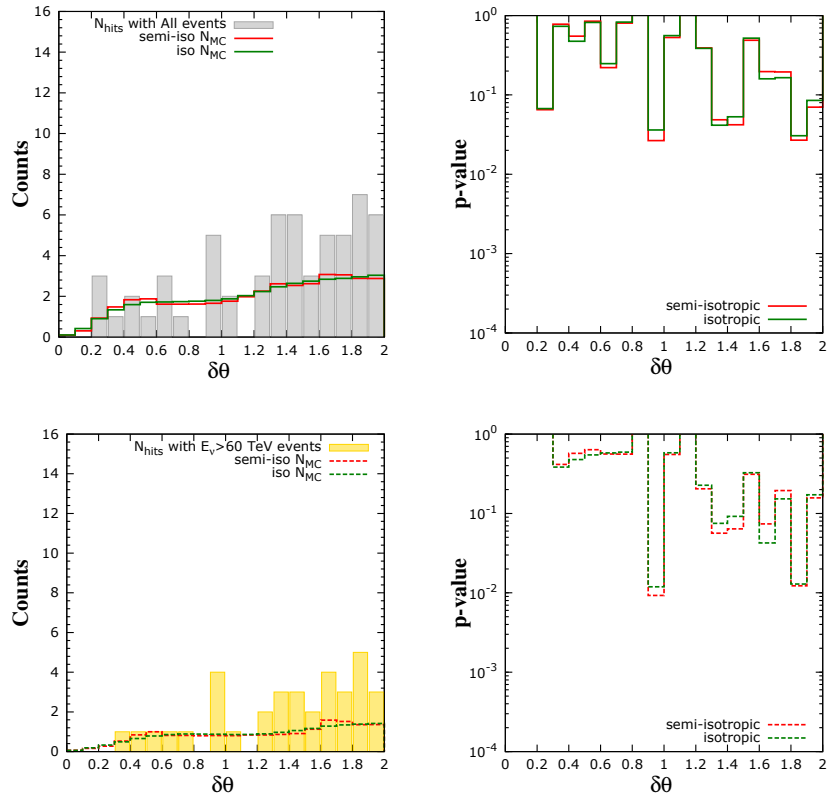 16
14
12
10
8
6
4
2
0
Counts
N_hits with All events
semi-iso N_MC
iso N_MC
0 0.2 0.4 0.6 0.8 1 1.2 1.4 1.6 1.8 2
δθ
10^0
10^-1
10^-2
10^-3
10^-4
p-value
semi-isotropic
isotropic
0 0.2 0.4 0.6 0.8 1 1.2 1.4 1.6 1.8 2
δθ
16
14
12
10
8
6
4
2
0
Counts
N_hits with E_ν>60 TeV events
semi-iso N_MC
iso N_MC
0 0.2 0.4 0.6 0.8 1 1.2 1.4 1.6 1.8 2
δθ
10^0
10^-1
10^-2
10^-3
10^-4
p-value
semi-isotropic
isotropic
0 0.2 0.4 0.6 0.8 1 1.2 1.4 1.6 1.8 2
δθ